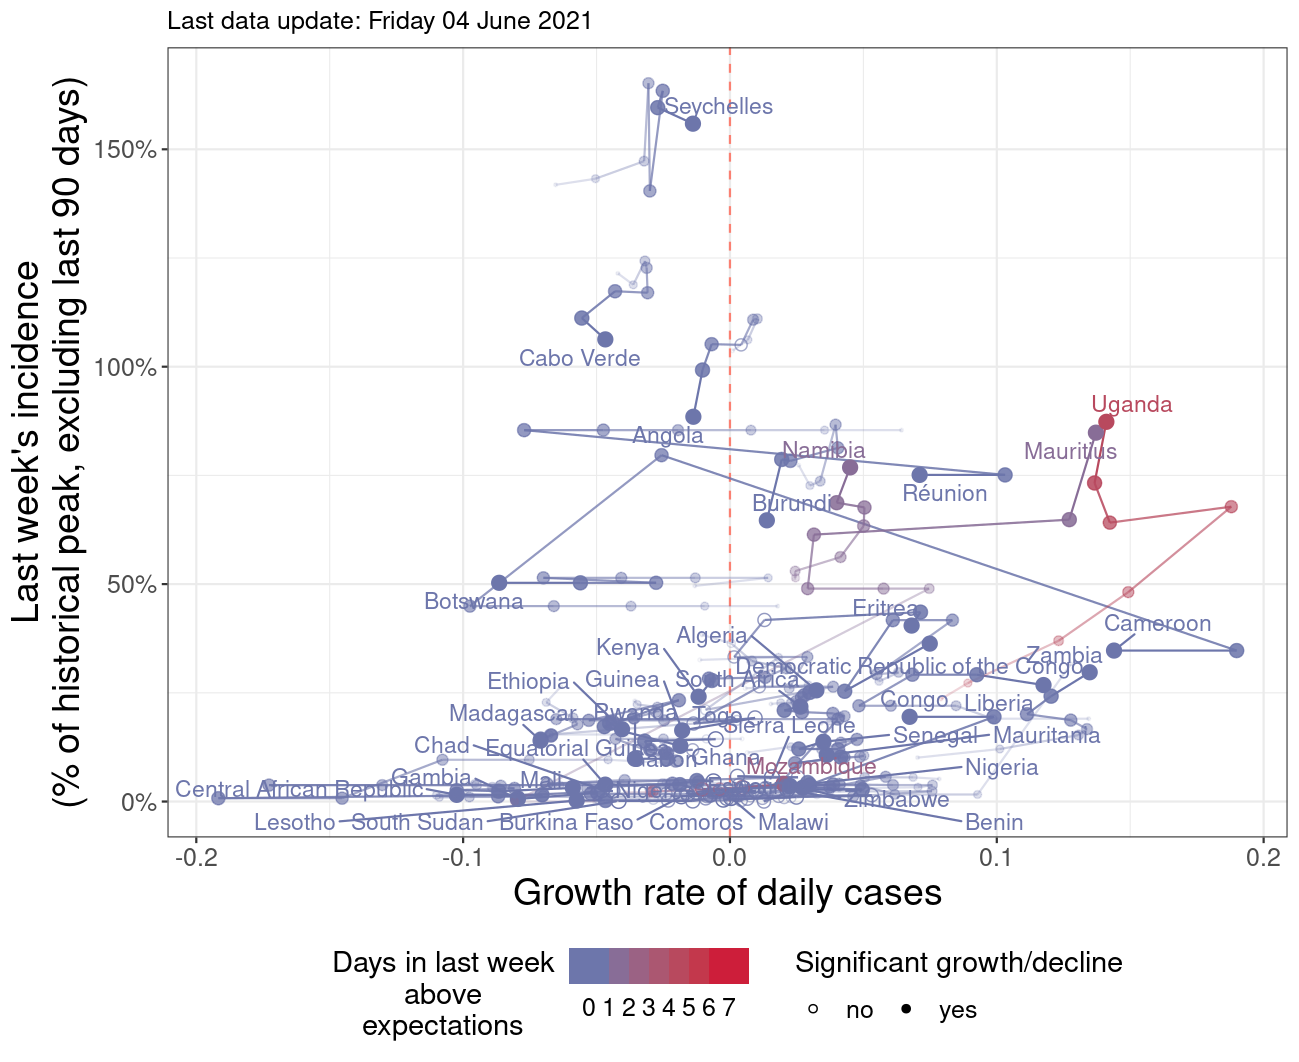 Last data update: Friday 04 June 2021
Last week's incidence
(% of historical peak, excluding last 90 days)
150%
100%
50%
0%
Seychelles
Cabo Verde
Uganda
Angola
Mauritius
Namibia
Réunion
Burundi
Botswana
Eritrea
Cameroon
Algeria
Kenya
Zambia
Democratic Republic of the Congo
Ethiopia
Guinea
South Africa
Congo
Liberia
Madagascar
Rwanda
Togo
Sierra Leone
Senegal
Mauritania
Chad
Equatorial Guinea
Gabon
Ghana
Mozambique
Nigeria
Gambia
Mali
Central African Republic
Niger
Zimbabwe
Lesotho
South Sudan
Burkina Faso
Comoros
Malawi
Benin
-0.2
-0.1
0.0
0.1
0.2
Growth rate of daily cases
Days in last week
above
expectations
0 1 2 3 4 5 6 7
Significant growth/decline
no
yes